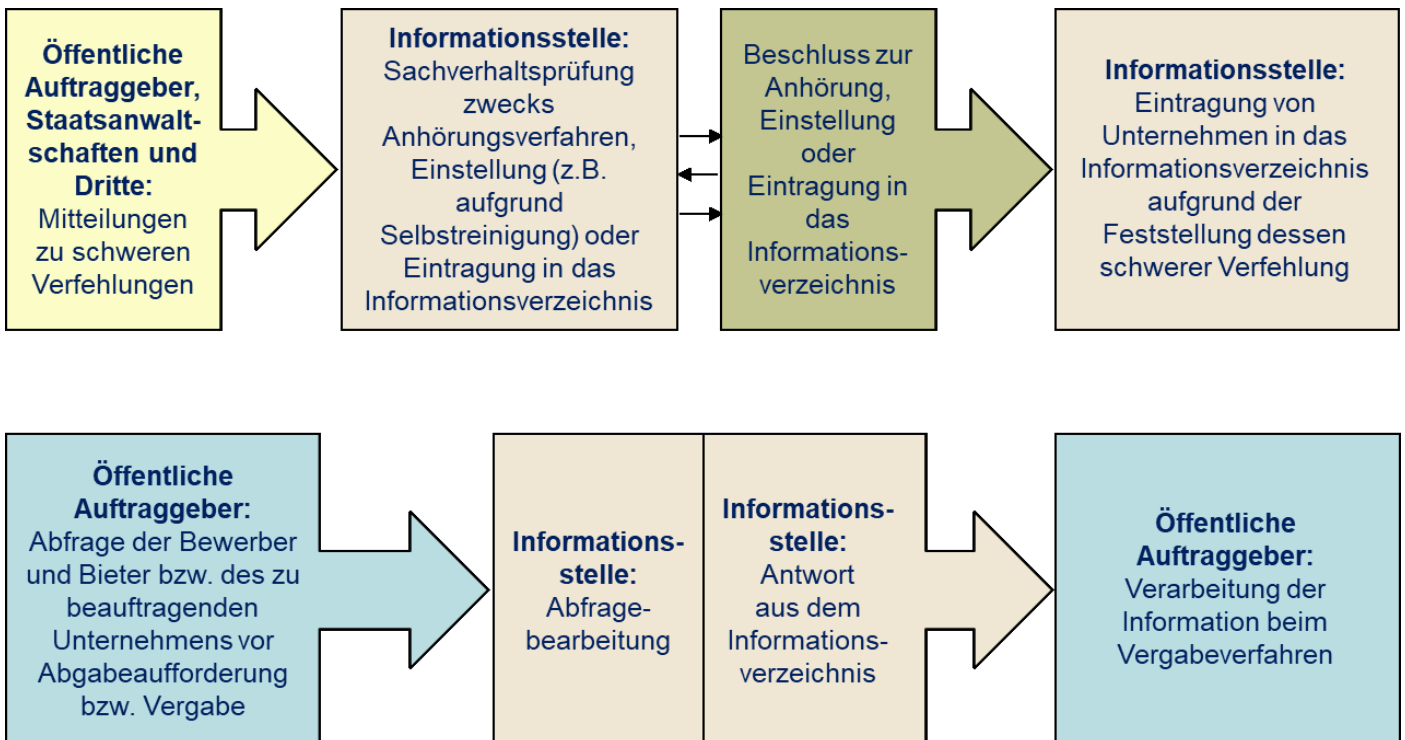 Öffentliche
Auftraggeber,
Staatsanwalt-
schaften und
Dritte:
Mitteilungen
zu schweren
Verfehlungen
Informationsstelle:
Sachverhaltsprüfung
zwecks
Anhörungsverfahren,
Einstellung (z.B.
aufgrund
Selbstreinigung) oder
Eintragung in das
Informationsverzeichnis
Beschluss zur
Anhörung,
Einstellung
oder
Eintragung in
das
Informations-
verzeichnis
Informationsstelle:
Eintragung von
Unternehmen in das
Informationsverzeichnis
aufgrund der
Feststellung dessen
schwerer Verfehlung
Öffentliche
Auftraggeber:
Abfrage der Bewerber
und Bieter bzw. des zu
beauftragenden
Unternehmens vor
Abgabeaufforderung
bzw. Vergabe
Informations-
stelle:
Abfrage-
bearbeitung
Informations-
stelle:
Antwort
aus dem
Informations-
verzeichnis
Öffentliche
Auftraggeber:
Verarbeitung der
Information beim
Vergabeverfahren